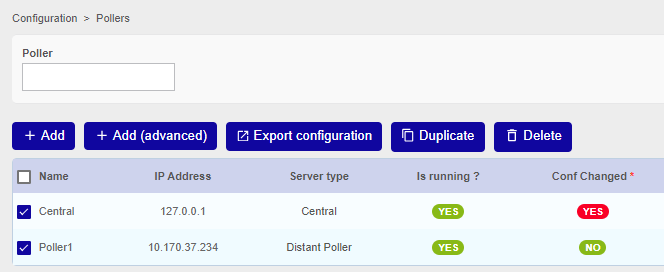 Configuration > Pollers
Poller
+ Add + Add (advanced) Export configuration Duplicate Delete
Name IP Address Server type Is running ? Conf Changed *
Central 127.0.0.1 Central YES YES
Poller1 10.170.37.234 Distant Poller YES NO